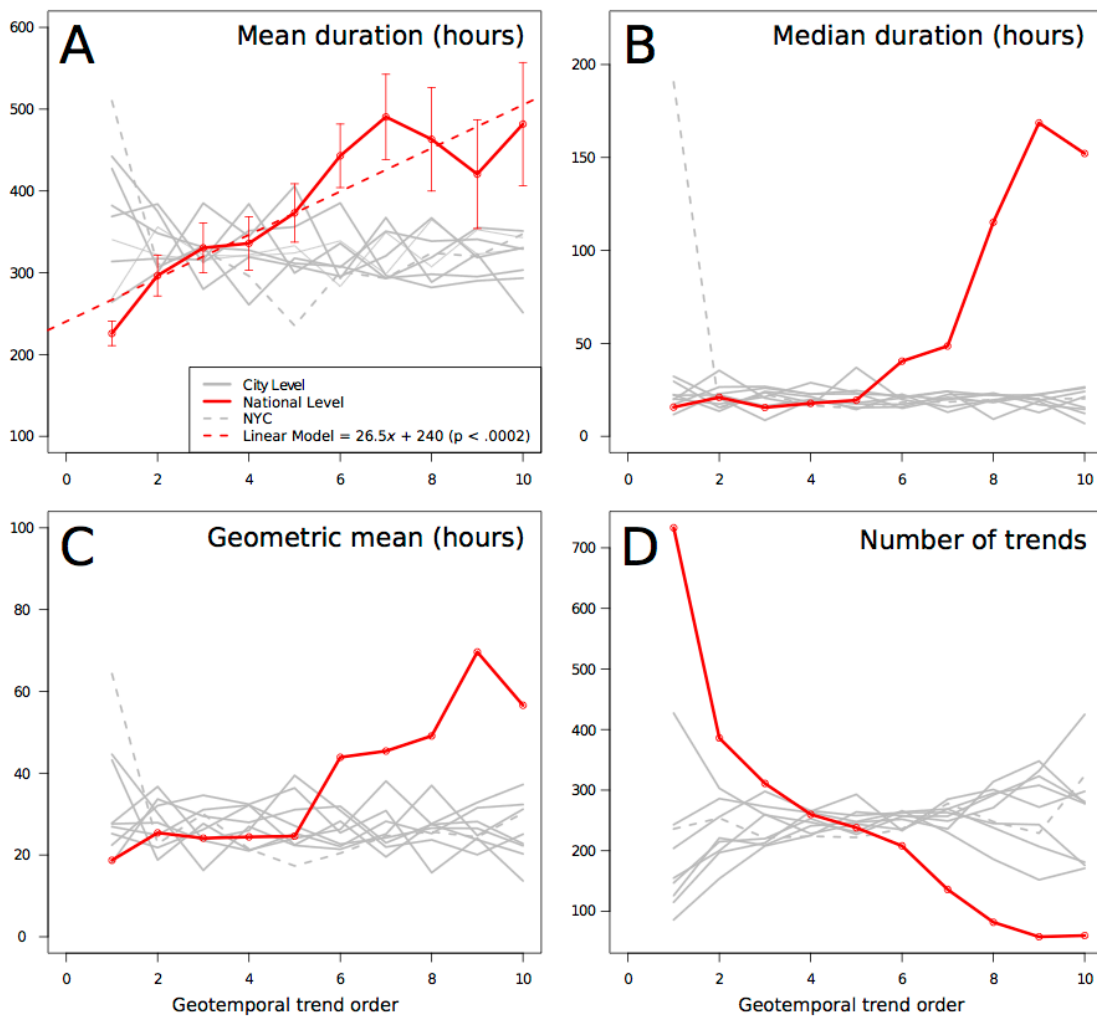 A
Mean duration (hours)
600
500
400
300
200
100
City Level
National Level
NYC
Linear Model = 26.5x + 240 (p < .0002)
0 2 4 6 8 10
B
Median duration (hours)
200
150
100
50
0
0 2 4 6 8 10
C
Geometric mean (hours)
100
80
60
40
20
0
0 2 4 6 8 10
Geotemporal trend order
D
Number of trends
700
600
500
400
300
200
100
0 2 4 6 8 10
Geotemporal trend order